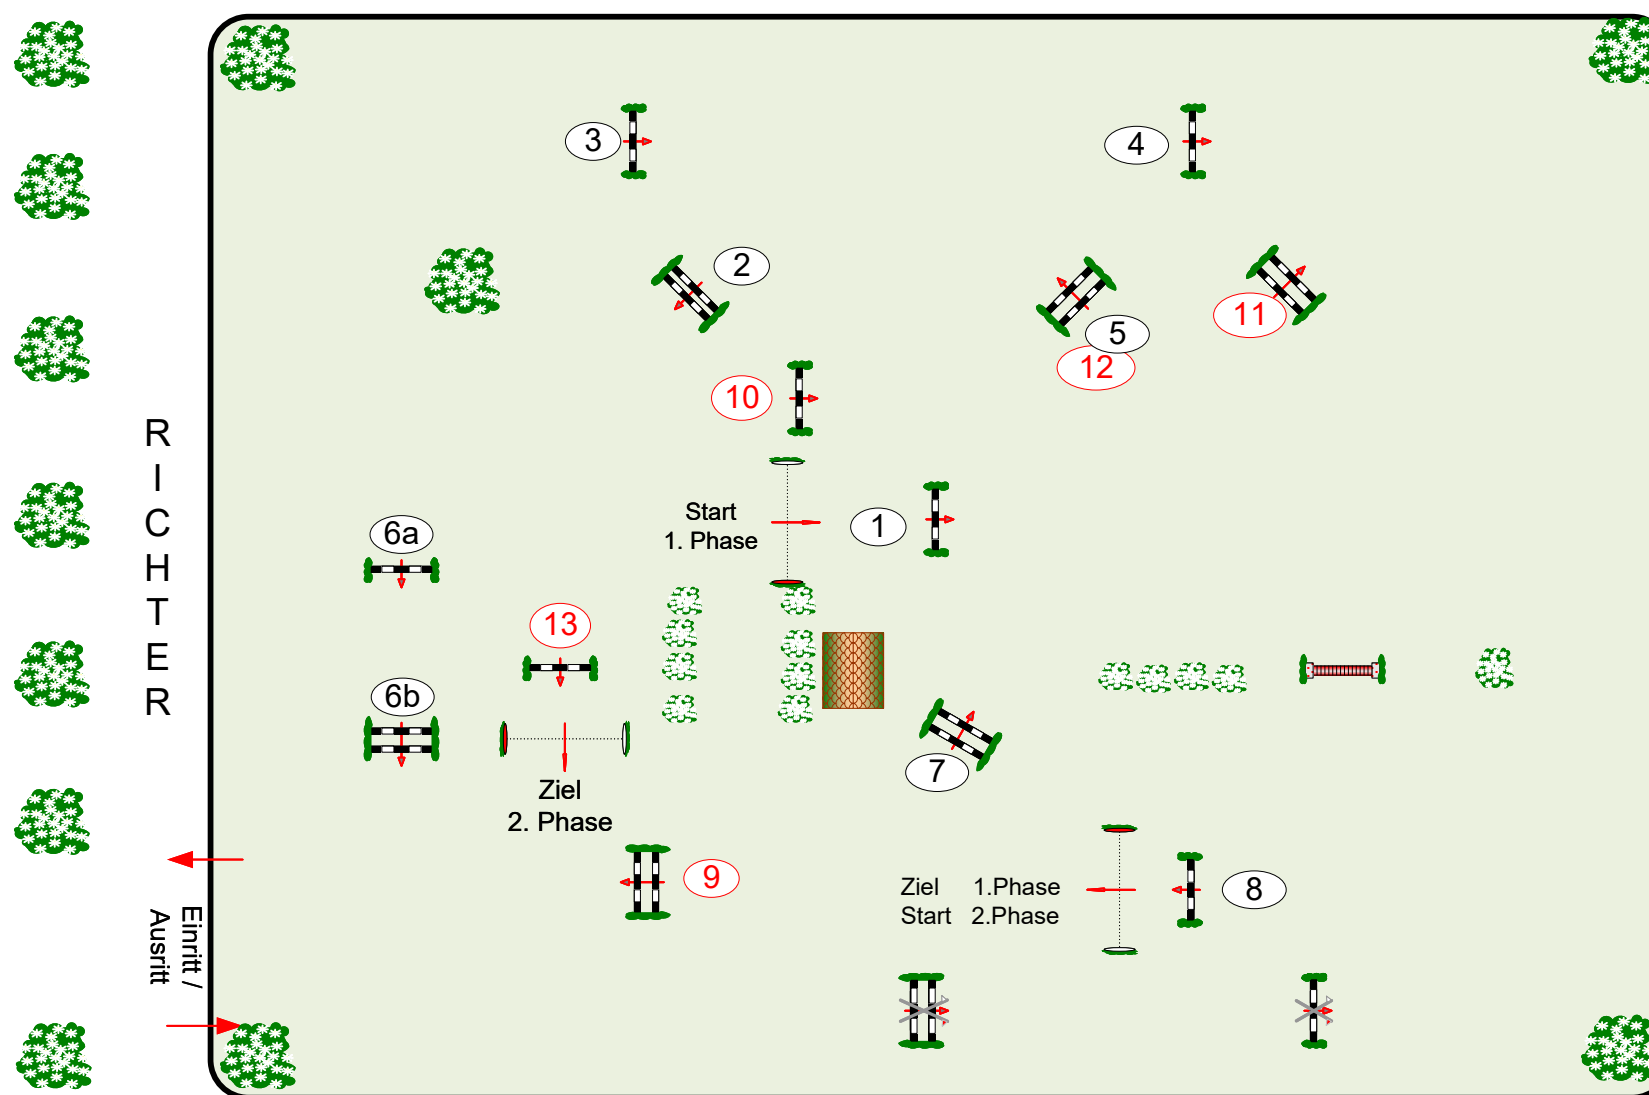 3
4
2
11
5
12
10
Start
1. Phase
1
RICHTER
6a
13
6b
7
Ziel
2. Phase
9
Ziel 1.Phase
Start 2.Phase
8
Einritt /
Ausritt